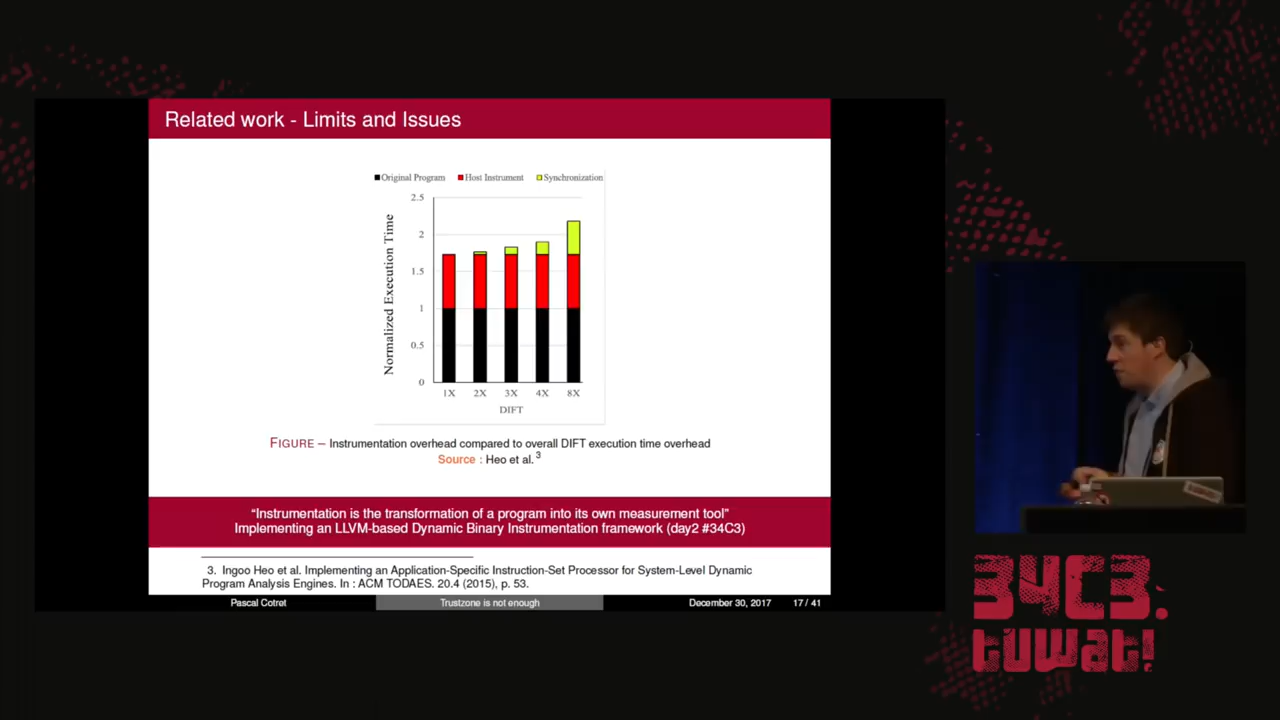 Related work - Limits and Issues
Original Program Host Instrument Synchronization
Normalized Execution Time
2.5
2
1.5
1
0.5
0
1X 2X 3X 4X 8X
DIFT
FIGURE – Instrumentation overhead compared to overall DIFT execution time overhead
Source : Heo et al. 3
“Instrumentation is the transformation of a program into its own measurement tool”
Implementing an LLVM-based Dynamic Binary Instrumentation framework (day2 #34C3)
3. Ingoo Heo et al. Implementing an Application-Specific Instruction-Set Processor for System-Level Dynamic
Program Analysis Engines. In : ACM TODAES. 20.4 (2015), p. 53.
Pascal Cotret Trustzone is not enough December 30, 2017 17 / 41
34C3.
tuwat!